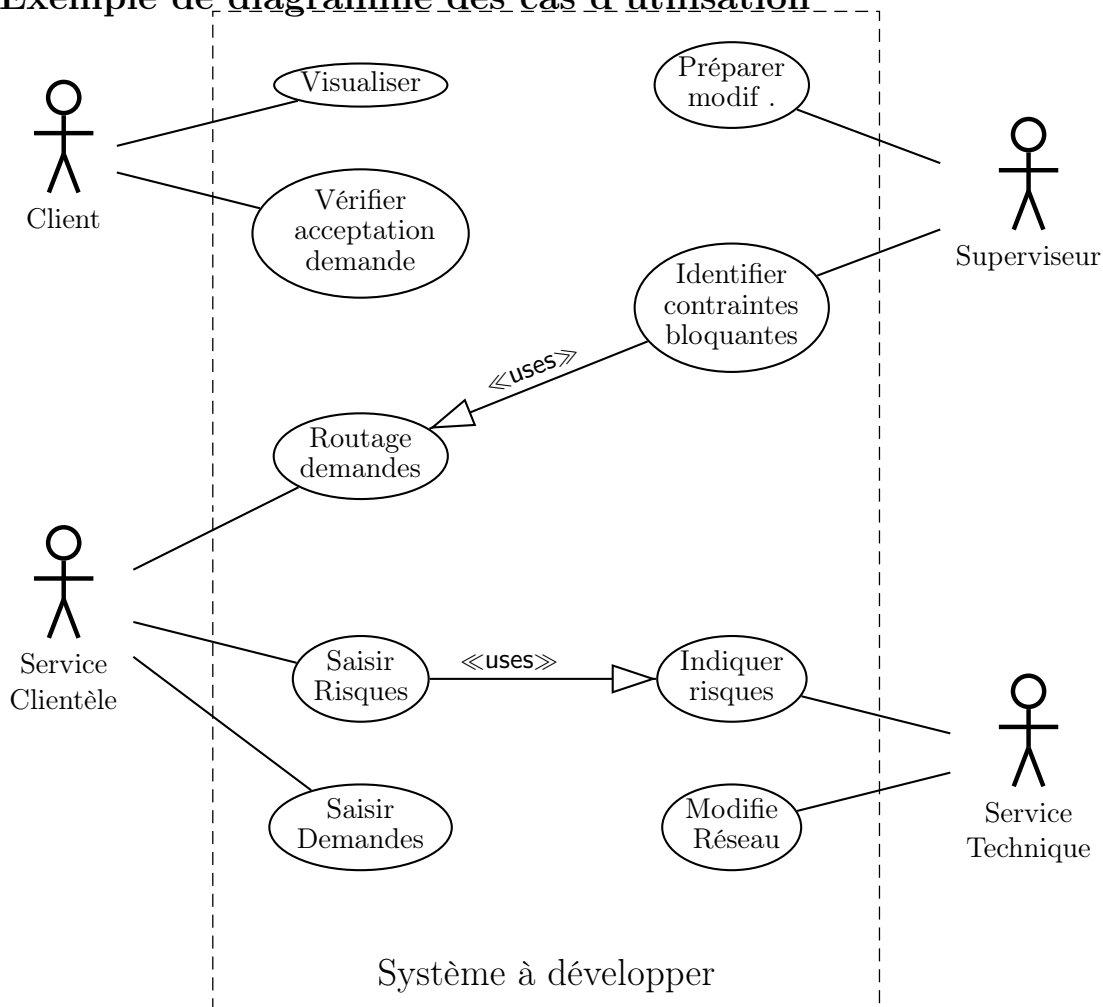 Exemple de diagramme des cas d'utilisation
Visualiser
Préparer
modif .
Client
Vérifier
acceptation
demande
Superviseur
Identifier
contraintes
bloquantes
≪uses≫
Routage
demandes
Service
Clientèle
Saisir
Risques
≪uses≫
Indiquer
risques
Saisir
Demandes
Modifie
Réseau
Service
Technique
Système à développer